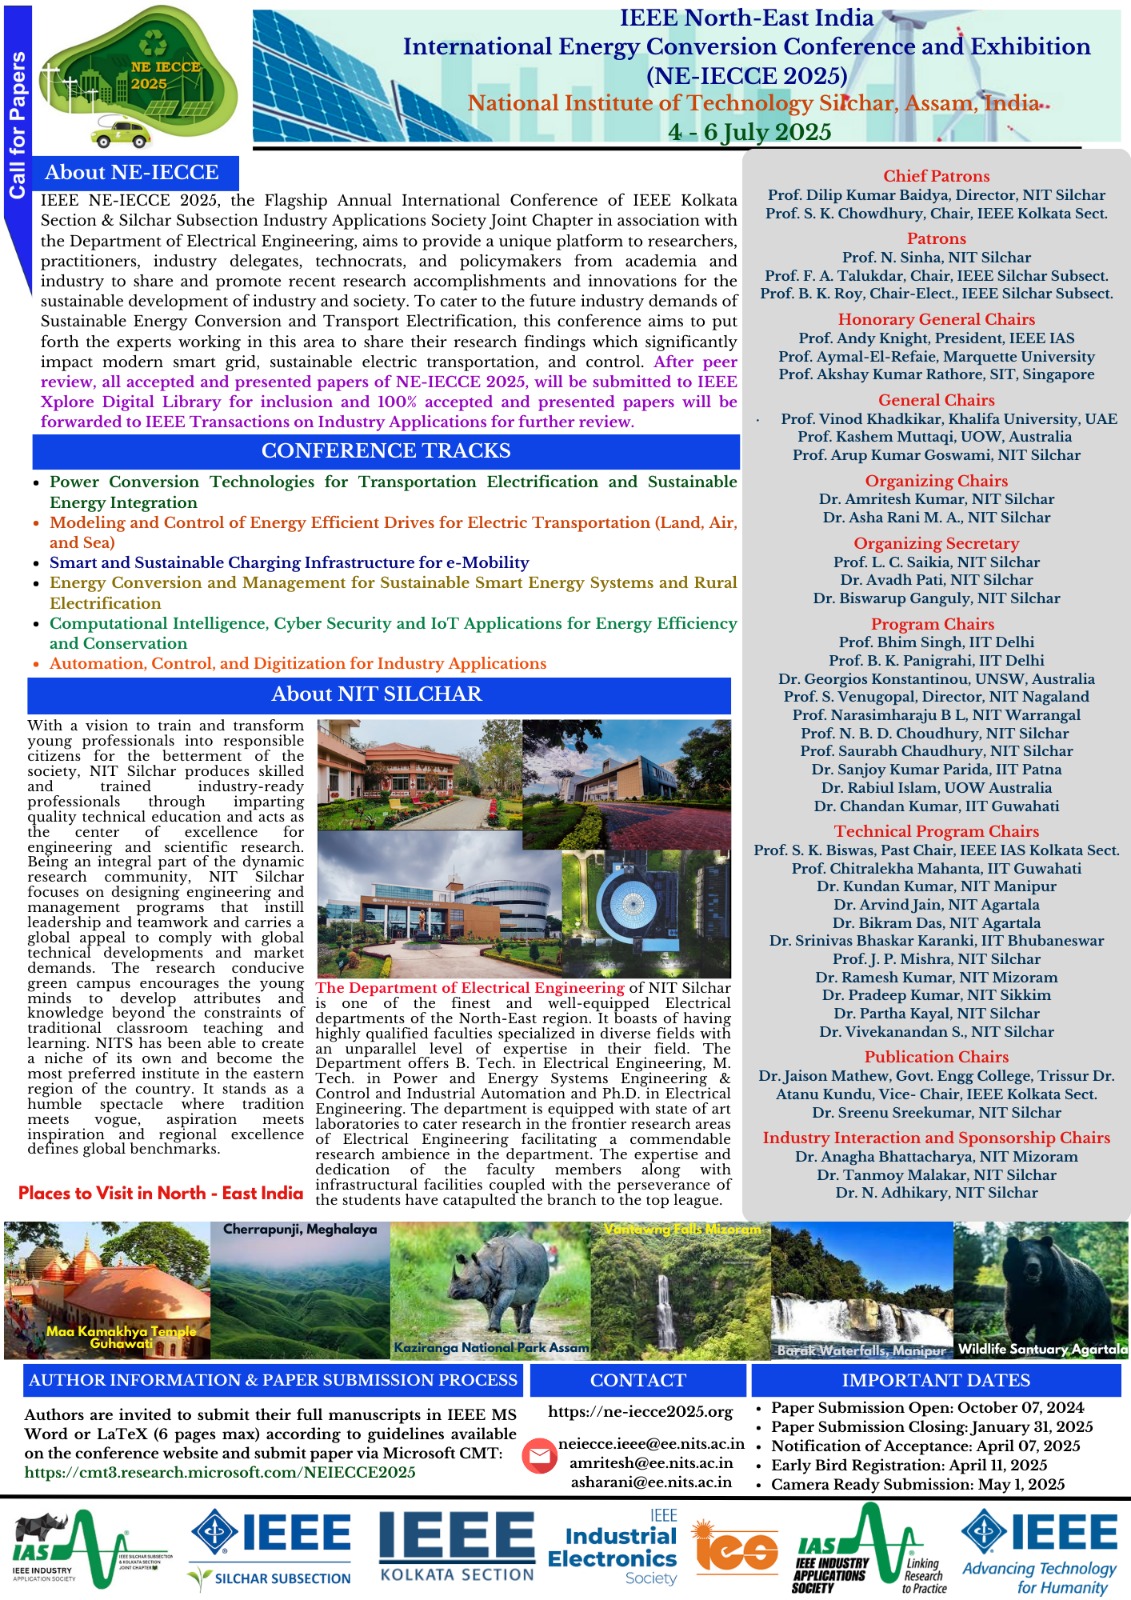 Call for Papers
NE IECCE
2025
IEEE North-East India
International Energy Conversion Conference and Exhibition
(NE-IECCE 2025)
National Institute of Technology Silchar, Assam, India
4 - 6 July 2025
About NE-IECCE
IEEE NE-IECCE 2025, the Flagship Annual International Conference of IEEE Kolkata
Section & Silchar Subsection Industry Applications Society Joint Chapter in association with
the Department of Electrical Engineering, aims to provide a unique platform to researchers,
practitioners, industry delegates, technocrats, and policymakers from academia and
industry to share and promote recent research accomplishments and innovations for the
sustainable development of industry and society. To cater to the future industry demands of
Sustainable Energy Conversion and Transport Electrification, this conference aims to put
forth the experts working in this area to share their research findings which significantly
impact modern smart grid, sustainable electric transportation, and control. After peer
review, all accepted and presented papers of NE-IECCE 2025, will be submitted to IEEE
Xplore Digital Library for inclusion and 100% accepted and presented papers will be
forwarded to IEEE Transactions on Industry Applications for further review.
CONFERENCE TRACKS
• Power Conversion Technologies for Transportation Electrification and Sustainable
Energy Integration
• Modeling and Control of Energy Efficient Drives for Electric Transportation (Land, Air,
and Sea)
• Smart and Sustainable Charging Infrastructure for e-Mobility
• Energy Conversion and Management for Sustainable Smart Energy Systems and Rural
Electrification
• Computational Intelligence, Cyber Security and IoT Applications for Energy Efficiency
and Conservation
• Automation, Control, and Digitization for Industry Applications
About NIT SILCHAR
With a vision to train and transform
young professionals into responsible
citizens for the betterment of the
society, NIT Silchar produces skilled
and trained industry-ready
professionals through imparting
quality technical education and acts as
the center of excellence for
engineering and scientific research.
Being an integral part of the dynamic
research community, NIT Silchar
focuses on designing engineering and
management programs that instill
leadership and teamwork and carries a
global appeal to comply with global
technical developments and market
demands. The research conducive
green campus encourages the young
minds to develop attributes and
knowledge beyond the constraints of
traditional classroom teaching and
learning. NITS has been able to create
a niche of its own and become the
most preferred institute in the eastern
region of the country. It stands as a
humble spectacle where tradition
meets vogue, aspiration meets
inspiration and regional excellence
defines global benchmarks.
The Department of Electrical Engineering of NIT Silchar
is one of the finest and well-equipped Electrical
departments of the North-East region. It boasts of having
highly qualified faculties specialized in diverse fields with
an unparallel level of expertise in their field. The
Department offers B. Tech. in Electrical Engineering, M.
Tech. in Power and Energy Systems Engineering &
Control and Industrial Automation and Ph.D. in Electrical
Engineering. The department is equipped with state of art
laboratories to cater research in the frontier research areas
of Electrical Engineering facilitating a commendable
research ambience in the department. The expertise and
dedication of the faculty members along with
infrastructural facilities coupled with the perseverance of
the students have catapulted the branch to the top league.
Chief Patrons
Prof. Dilip Kumar Baidya, Director, NIT Silchar
Prof. S. K. Chowdhury, Chair, IEEE Kolkata Sect.
Patrons
Prof. N. Sinha, NIT Silchar
Prof. F. A. Talukdar, Chair, IEEE Silchar Subsect.
Prof. B. K. Roy, Chair-Elect., IEEE Silchar Subsect.
Honorary General Chairs
Prof. Andy Knight, President, IEEE IAS
Prof. Aymal-El-Refaie, Marquette University
Prof. Akshay Kumar Rathore, SIT, Singapore
General Chairs
· Prof. Vinod Khadkikar, Khalifa University, UAE
Prof. Kashem Muttaqi, UOW, Australia
Prof. Arup Kumar Goswami, NIT Silchar
Organizing Chairs
Dr. Amritesh Kumar, NIT Silchar
Dr. Asha Rani M. A., NIT Silchar
Organizing Secretary
Prof. L. C. Saikia, NIT Silchar
Dr. Avadh Pati, NIT Silchar
Dr. Biswarup Ganguly, NIT Silchar
Program Chairs
Prof. Bhim Singh, IIT Delhi
Prof. B. K. Panigrahi, IIT Delhi
Dr. Georgios Konstantinou, UNSW, Australia
Prof. S. Venugopal, Director, NIT Nagaland
Prof. Narasimharaju B L, NIT Warrangal
Prof. N. B. D. Choudhury, NIT Silchar
Prof. Saurabh Chaudhury, NIT Silchar
Dr. Sanjoy Kumar Parida, IIT Patna
Dr. Rabiul Islam, UOW Australia
Dr. Chandan Kumar, IIT Guwahati
Technical Program Chairs
Prof. S. K. Biswas, Past Chair, IEEE IAS Kolkata Sect.
Prof. Chitralekha Mahanta, IIT Guwahati
Dr. Kundan Kumar, NIT Manipur
Dr. Arvind Jain, NIT Agartala
Dr. Bikram Das, NIT Agartala
Dr. Srinivas Bhaskar Karanki, IIT Bhubaneswar
Prof. J. P. Mishra, NIT Silchar
Dr. Ramesh Kumar, NIT Mizoram
Dr. Pradeep Kumar, NIT Sikkim
Dr. Partha Kayal, NIT Silchar
Dr. Vivekanandan S., NIT Silchar
Publication Chairs
Dr. Jaison Mathew, Govt. Engg College, Trissur Dr.
Atanu Kundu, Vice- Chair, IEEE Kolkata Sect.
Dr. Sreenu Sreekumar, NIT Silchar
Industry Interaction and Sponsorship Chairs
Dr. Anagha Bhattacharya, NIT Mizoram
Dr. Tanmoy Malakar, NIT Silchar
Dr. N. Adhikary, NIT Silchar
Places to Visit in North - East India
Maa Kamakhya Temple
Guhawati
Cherrapunji, Meghalaya
Kaziranga National Park Assam
Vantawng Falls Mizoram
Barak Waterfalls, Manipur
Wildlife Santuary Agartala
AUTHOR INFORMATION & PAPER SUBMISSION PROCESS
Authors are invited to submit their full manuscripts in IEEE MS
Word or LaTeX (6 pages max) according to guidelines available
on the conference website and submit paper via Microsoft CMT:
https://cmt3.research.microsoft.com/NEIECCE2025
CONTACT
https://ne-iecce2025.org
neiecce.ieee@ee.nits.ac.in
amritesh@ee.nits.ac.in
asharani@ee.nits.ac.in
IMPORTANT DATES
• Paper Submission Open: October 07, 2024
• Paper Submission Closing: January 31, 2025
• Notification of Acceptance: April 07, 2025
• Early Bird Registration: April 11, 2025
• Camera Ready Submission: May 1, 2025
IAS
IEEE INDUSTRY
APPLICATION SOCIETY
IEEE SILCHAR SUBSECTION
& KOLKATA SECTION
JOINT CHAPTER
IEEE
SILCHAR SUBSECTION
IEEE
KOLKATA SECTION
IEEE
Industrial
Electronics
Society
ies
IAS
IEEE INDUSTRY
APPLICATIONS
SOCIETY
Linking
Research
to Practice
IEEE
Advancing Technology
for Humanity